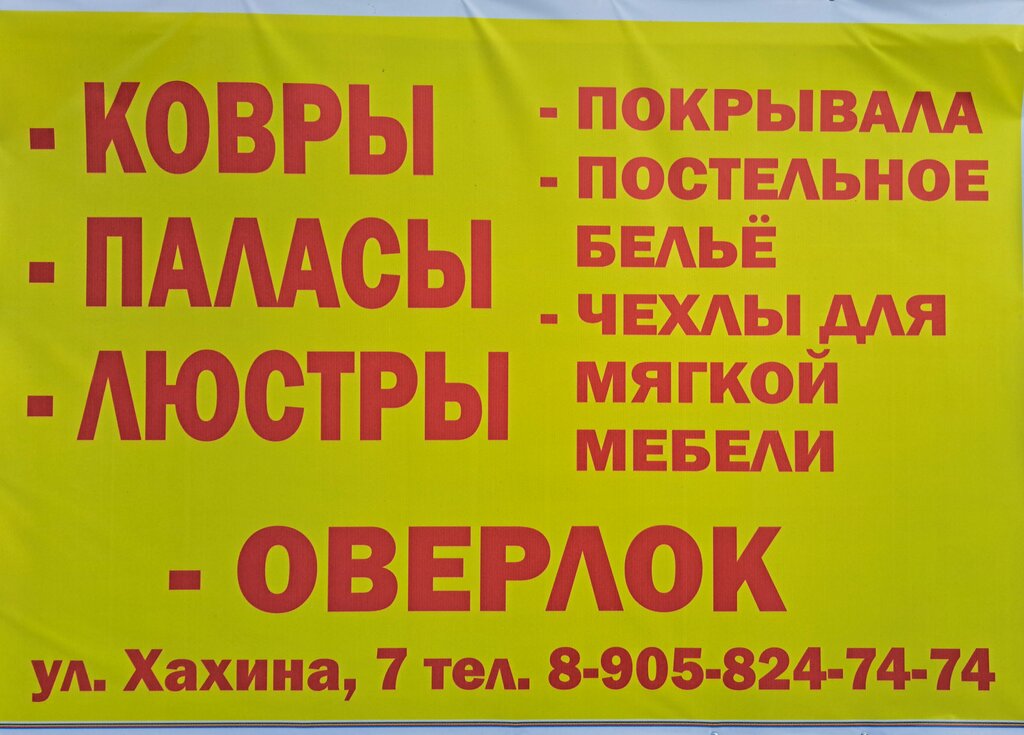 - КОВРЫ
- ПАЛАСЫ
- ЛЮСТРЫ
- ПОКРЫВАЛА
- ПОСТЕЛЬНОЕ
БЕЛЬЁ
- ЧЕХЛЫ ДЛЯ
МЯГКОЙ
МЕБЕЛИ
- ОВЕРЛОК
ул. Хахина, 7 тел. 8-905-824-74-74